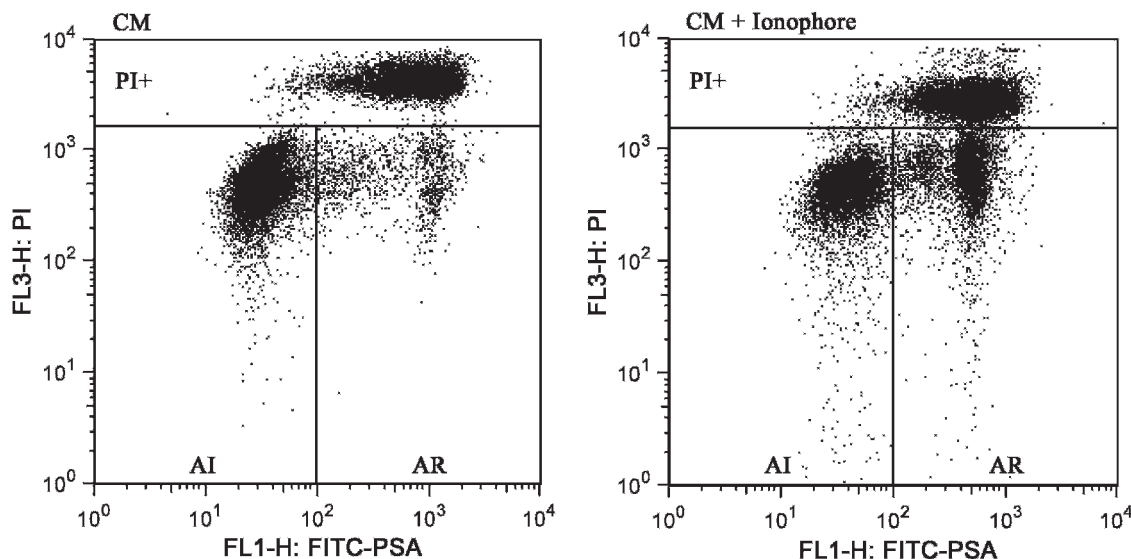 CM
10^4
PI+
10^3
10^2
10^1
10^0
FL3-H: PI
AI
AR
10^0 10^1 10^2 10^3 10^4
FL1-H: FITC-PSA
CM + Ionophore
10^4
PI+
10^3
10^2
10^1
10^0
FL3-H: PI
AI
AR
10^0 10^1 10^2 10^3 10^4
FL1-H: FITC-PSA